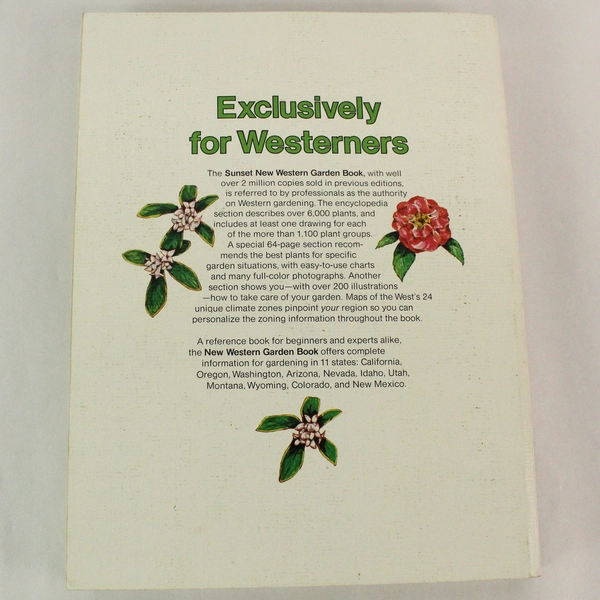 Exclusively
for Westerners
The Sunset New Western Garden Book, with well
over 2 million copies sold in previous editions,
is referred to by professionals as the authority
on Western gardening. The encyclopedia
section describes over 6,000 plants, and
includes at least one drawing for each
of the more than 1,100 plant groups.
A special 64-page section recom-
mends the best plants for specific
garden situations, with easy-to-use charts
and many full-color photographs. Another
section shows you—with over 200 illustrations
—how to take care of your garden. Maps of the West's 24
unique climate zones pinpoint your region so you can
personalize the zoning information throughout the book.
A reference book for beginners and experts alike,
the New Western Garden Book offers complete
information for gardening in 11 states: California,
Oregon, Washington, Arizona, Nevada, Idaho, Utah,
Montana, Wyoming, Colorado, and New Mexico.